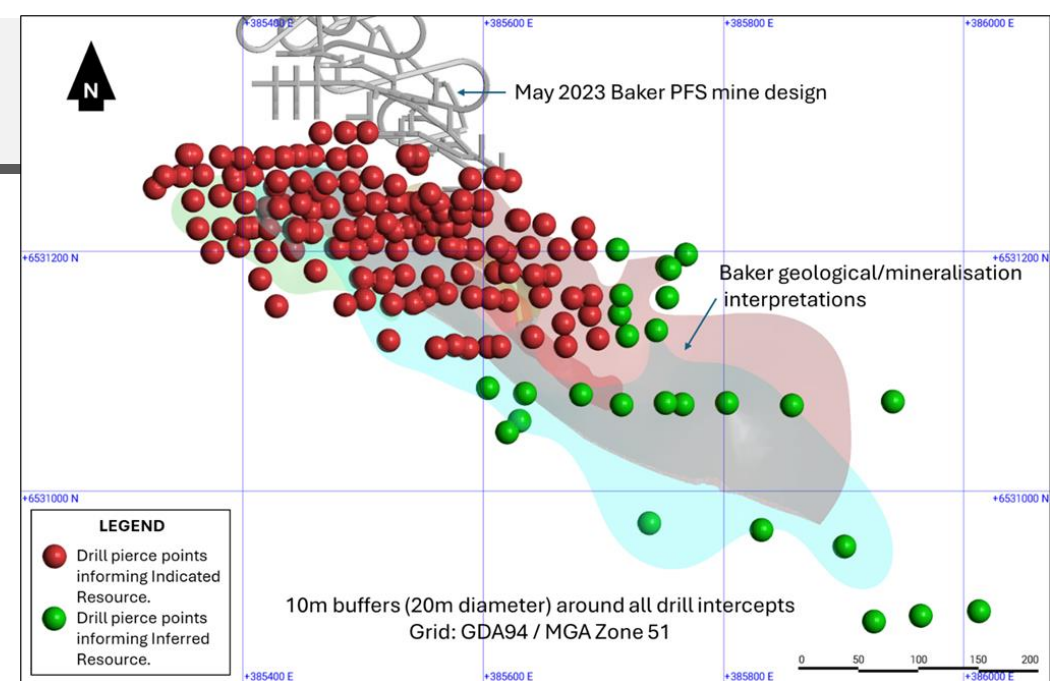 +385400 E
+385600 E
+385800 E
+386000 E
N
May 2023 Baker PFS mine design
+6531200 N
+6531200 N
Baker geological/mineralisation
interpretations
+6531000 N
+6531000 N
LEGEND
Drill pierce points
informing Indicated
Resource.
Drill pierce points
informing Inferred
Resource.
10m buffers (20m diameter) around all drill intercepts
Grid: GDA94 / MGA Zone 51
0 50 100 150 200
+385400 E
+385600 E
+385800 E
+386000 E